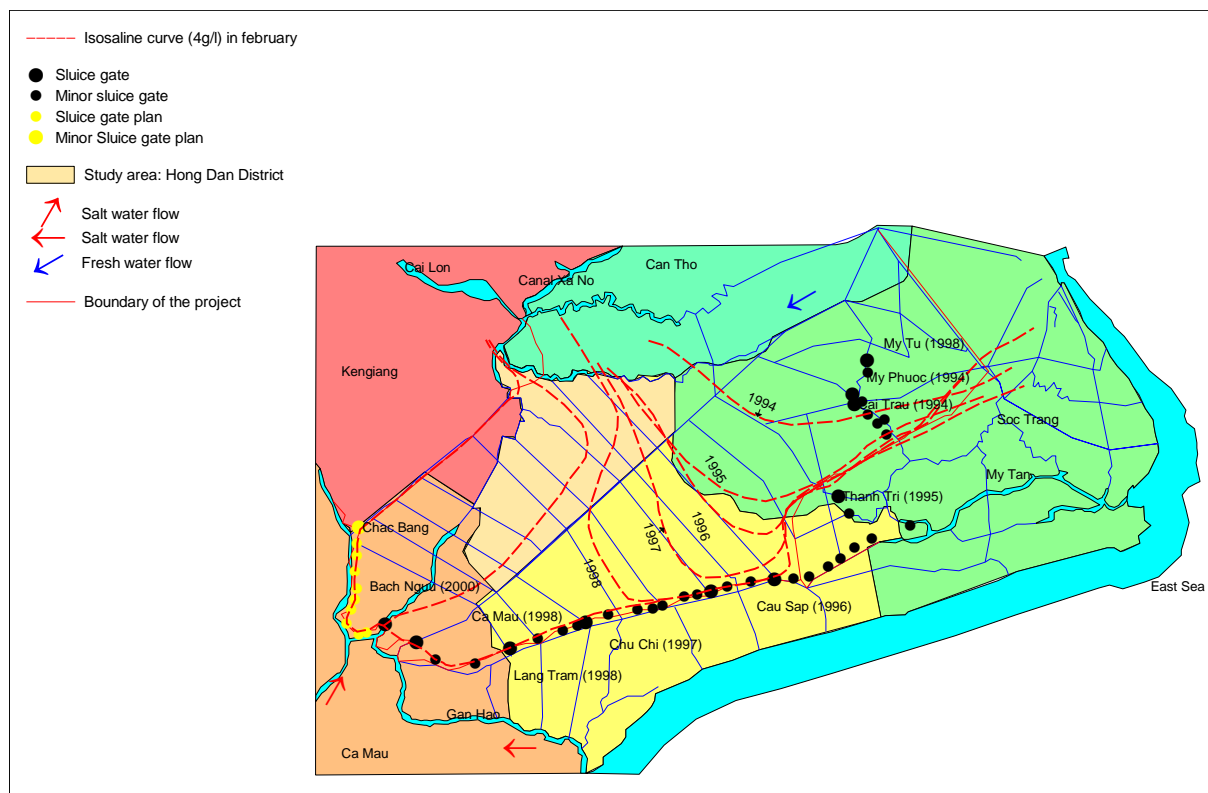 Isosaline curve (4g/l) in february
Sluice gate
Minor sluice gate
Sluice gate plan
Minor Sluice gate plan
Study area: Hong Dan District
Salt water flow
Salt water flow
Fresh water flow
Boundary of the project
Cai Lon
Canal Xa No
Can Tho
Kengiang
My Tu (1998)
My Phuoc (1994)
1994
Cai Trau (1994)
Soc Trang
1995
My Tan
Thanh Tri (1995)
Chac Bang
1996
1997
1998
Bach Nguu (2000)
East Sea
Ca Mau (1998)
Cau Sap (1996)
Chu Chi (1997)
Lang Tram (1998)
Gan Hao
Ca Mau